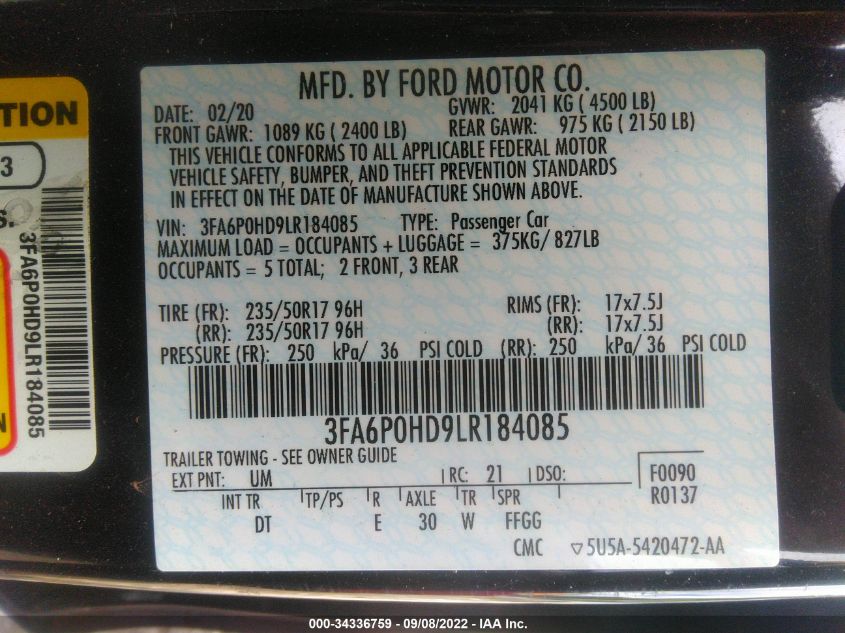 TION
3
S.
3FA6P0HD9LR184085
N
MFD. BY FORD MOTOR CO.
DATE: 02/20 GVWR: 2041 KG ( 4500 LB)
FRONT GAWR: 1089 KG ( 2400 LB) REAR GAWR: 975 KG ( 2150 LB)
THIS VEHICLE CONFORMS TO ALL APPLICABLE FEDERAL MOTOR
VEHICLE SAFETY, BUMPER, AND THEFT PREVENTION STANDARDS
IN EFFECT ON THE DATE OF MANUFACTURE SHOWN ABOVE.
VIN: 3FA6P0HD9LR184085 TYPE: Passenger Car
MAXIMUM LOAD = OCCUPANTS + LUGGAGE = 375KG/ 827LB
OCCUPANTS = 5 TOTAL; 2 FRONT, 3 REAR
TIRE (FR): 235/50R17 96H RIMS (FR): 17x7.5J
(RR): 235/50R17 96H (RR): 17x7.5J
PRESSURE (FR): 250 kPa/ 36 PSI COLD (RR): 250 kPa/ 36 PSI COLD
3FA6P0HD9LR184085
TRAILER TOWING - SEE OWNER GUIDE
EXT PNT: UM RC: 21 DSO: F0090
INT TR TP/PS R AXLE TR SPR R0137
DT E 30 W FFGG
CMC ▽5U5A-5420472-AA
000-34336759 - 09/08/2022 - IAA Inc.